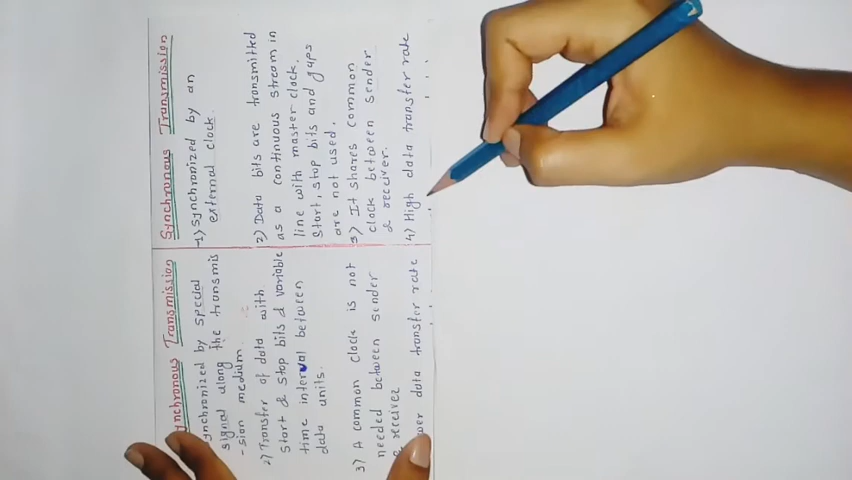 ynchronous Transmission
ynchronized by special
signal along the transmis
-sion medium.
2) Transfer of data with
start & stop bits & variable
time interval between
data units.
3) A common clock is not
needed between sender
& receiver
wer data transfer rate
Synchronous Transmission
1) Synchronized by an
external clock.
2) Data bits are transmitted
as a continuous stream in
line with master clock.
Start, stop bits and gaps
are not used.
3) It shares common
clock between sender
& receiver.
4) High data transfer rate